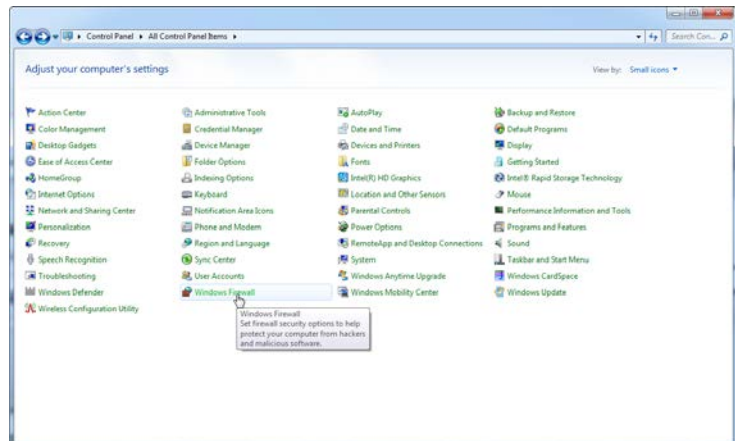 Control Panel ▸ All Control Panel Items ▸
Search Con...
Adjust your computer's settings
View by: Small icons
Action Center
Administrative Tools
AutoPlay
Backup and Restore
Color Management
Credential Manager
Date and Time
Default Programs
Desktop Gadgets
Device Manager
Devices and Printers
Display
Ease of Access Center
Folder Options
Fonts
Getting Started
HomeGroup
Indexing Options
Intel(R) HD Graphics
Intel® Rapid Storage Technology
Internet Options
Keyboard
Location and Other Sensors
Mouse
Network and Sharing Center
Notification Area Icons
Parental Controls
Performance Information and Tools
Personalization
Phone and Modem
Power Options
Programs and Features
Recovery
Region and Language
RemoteApp and Desktop Connections
Sound
Speech Recognition
Sync Center
System
Taskbar and Start Menu
Troubleshooting
User Accounts
Windows Anytime Upgrade
Windows CardSpace
Windows Defender
Windows Firewall
Windows Mobility Center
Windows Update
Wireless Configuration Utility
Windows Firewall
Set firewall security options to help
protect your computer from hackers
and malicious software.